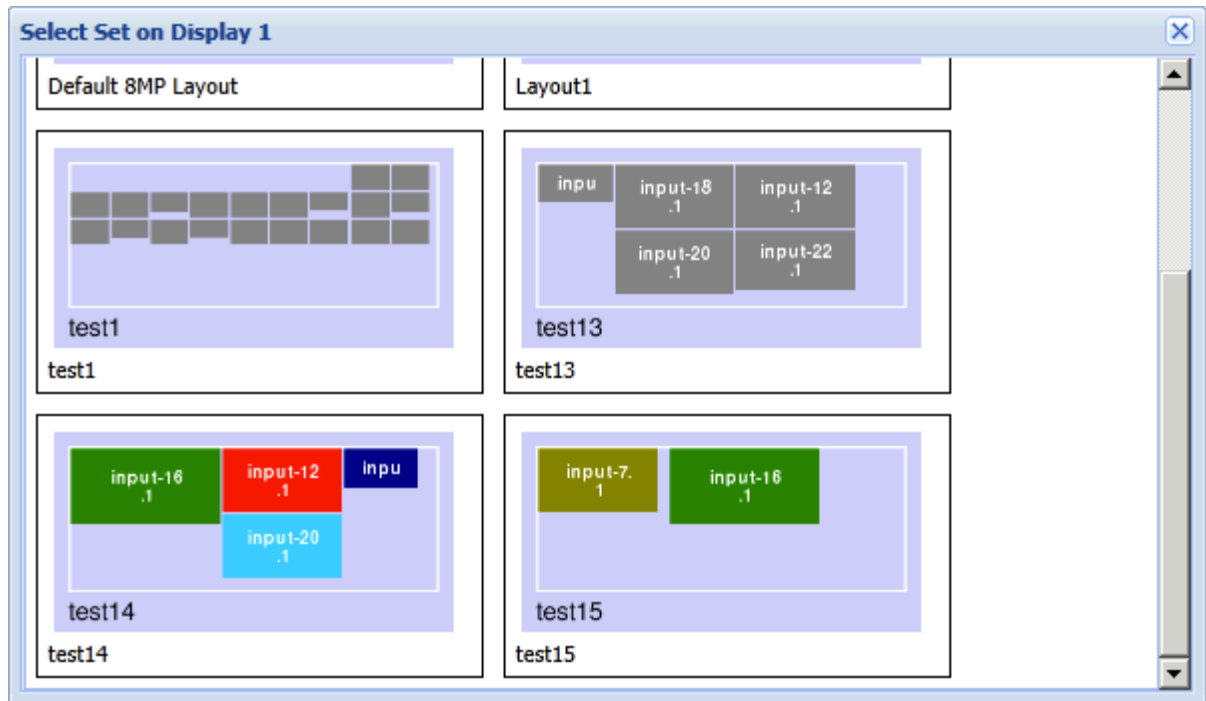 Select Set on Display 1
Default 8MP Layout
Layout1
test1
test1
inpu
input-18
.1
input-12
.1
input-20
.1
input-22
.1
test13
test13
input-16
.1
input-12
.1
inpu
input-20
.1
test14
test14
input-7.
1
input-16
.1
test15
test15